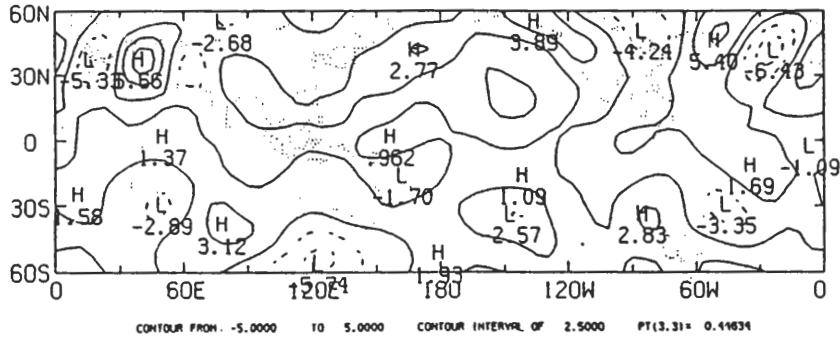 60N
L
-2.68
H
3.89
L
-4.24
H
5.40
L
-6.43
H
2.77
L
H
5.66
30N
0
H
1.37
H
.962
L
-1.70
H
1.09
H
1.69
L
-1.09
30S
H
1.58
L
-2.89
H
3.12
L
2.57
H
2.83
L
-3.35
60S
L
H
1.93
0 60E 120E 180 120W 60W 0
CONTOUR FROM -5.0000 TO 5.0000 CONTOUR INTERVAL OF 2.5000 PT(3,3)= 0.44634